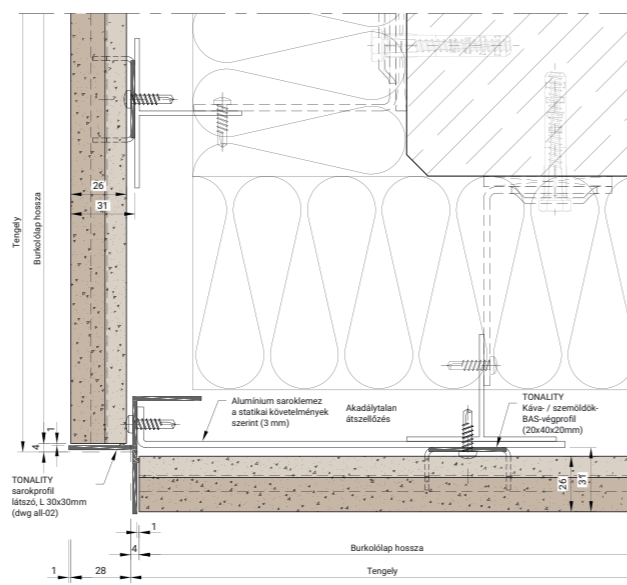 26
31
Tengely
Burkolólap hossza
1
4
Alumínium saroklemez
a statikai követelmények
szerint (3 mm)
Akadálytalan
átszellőzés
TONALITY
Káva- / szemöldök-
BAS-végprofil
(20x40x20mm)
TONALITY
sarokprofil
látszó, L 30x30mm
(dwg all-02)
26
31
1
4
Burkolólap hossza
1
28
Tengely